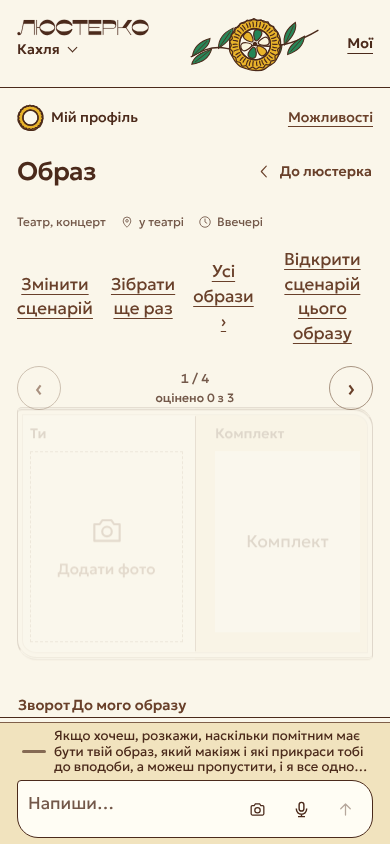 ЛЮСТЕРКО
Кахля
Мої
Мій профіль
Можливості
Образ
До люстерка
Театр, концерт
у театрі
Ввечері
Змінити
сценарій
Зібрати
ще раз
Усі
образи
›
Відкрити
сценарій
цього
образу
‹
1 / 4
›
оцінено 0 з 3
Ти
Комплект
Додати фото
Комплект
Зворот До мого образу
Якщо хочеш, розкажи, наскільки помітним має
бути твій образ, який макіяж і які прикраси тобі
до вподоби, а можеш пропустити, і я все одно…
Напиши…